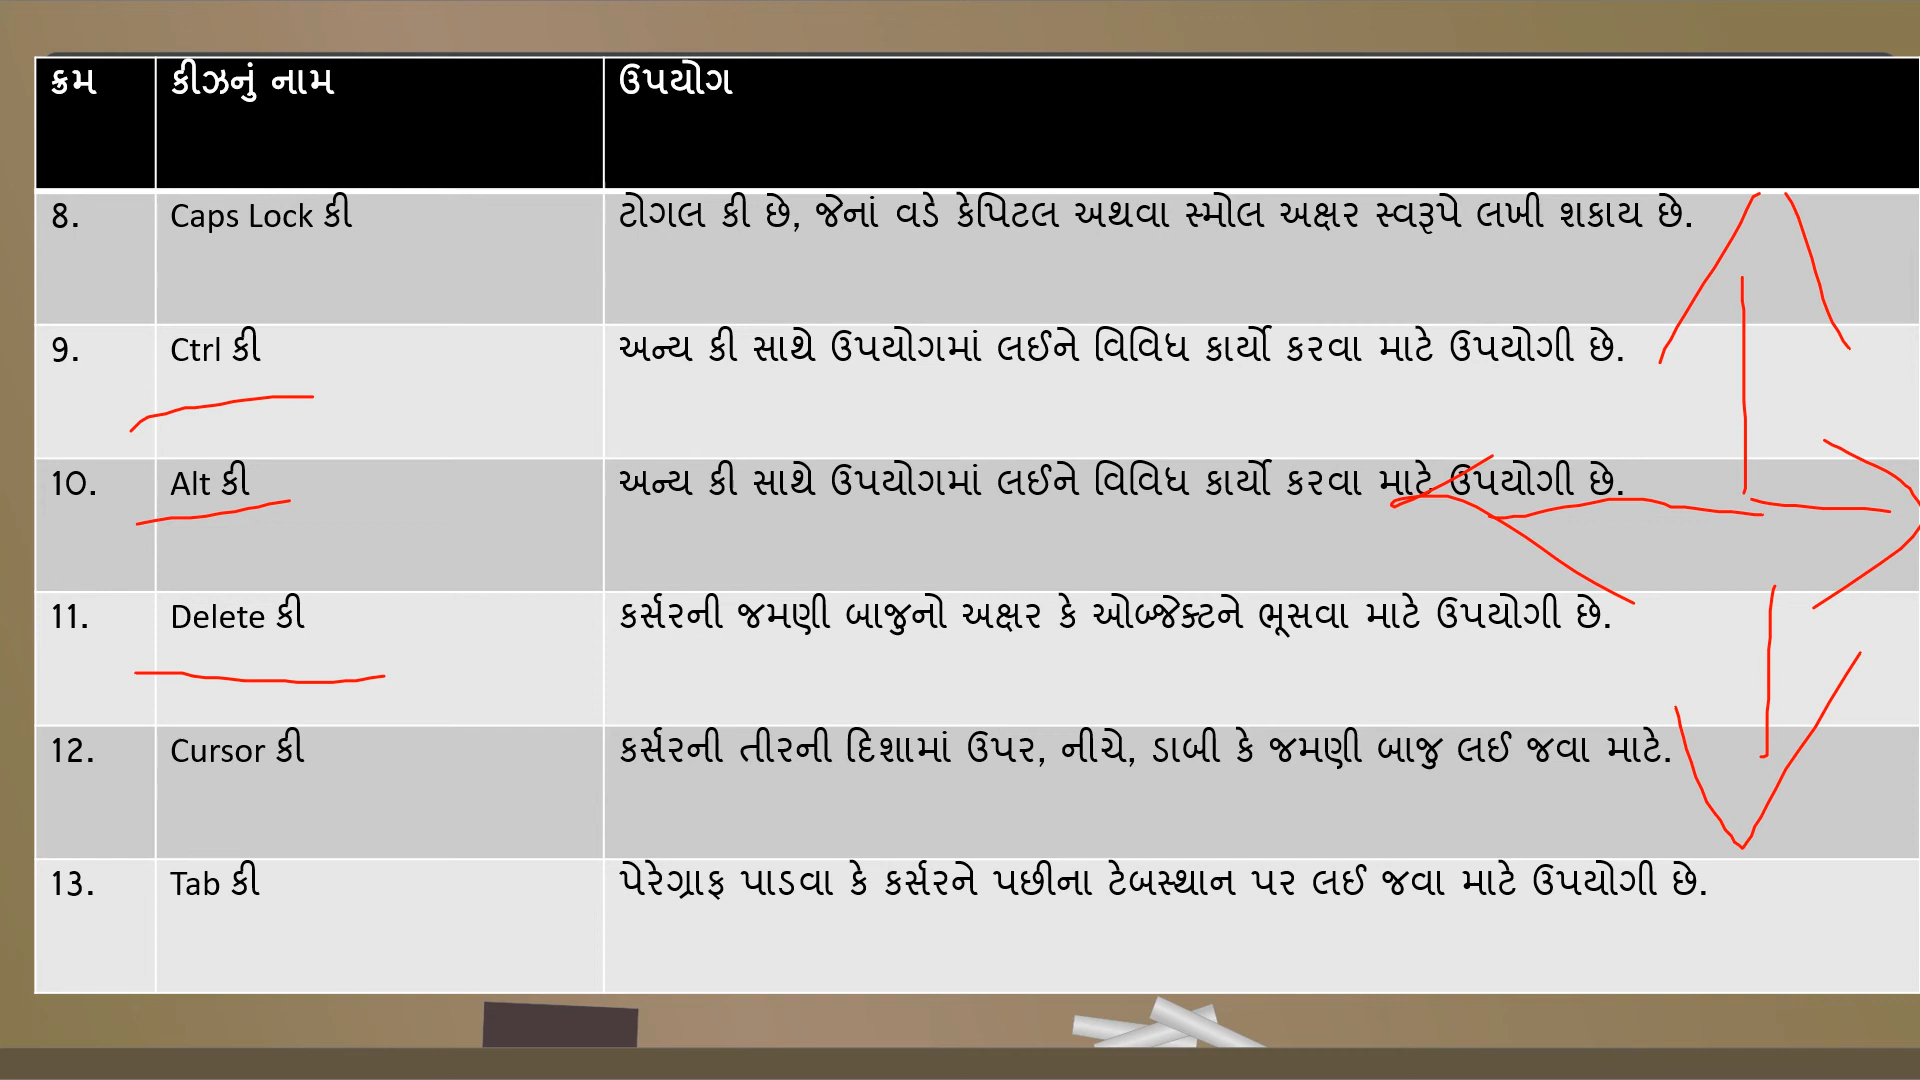 ક્રમ કીઝનું નામ ઉપયોગ
8. Caps Lock કી ટોગલ કી છે, જેનાં વડે કેપિટલ અથવા સ્મોલ અક્ષર સ્વરૂપે લખી શકાય છે.
9. Ctrl કી અન્ય કી સાથે ઉપયોગમાં લઈને વિવિધ કાર્યો કરવા માટે ઉપયોગી છે.
10. Alt કી અન્ય કી સાથે ઉપયોગમાં લઈને વિવિધ કાર્યો કરવા માટે ઉપયોગી છે.
11. Delete કી કર્સરની જમણી બાજુનો અક્ષર કે ઓબ્જેક્ટને ભૂસવા માટે ઉપયોગી છે.
12. Cursor કી કર્સરની તીરની દિશામાં ઉપર, નીચે, ડાબી કે જમણી બાજુ લઈ જવા માટે.
13. Tab કી પેરેગ્રાફ પાડવા કે કર્સરને પછીના ટેબસ્થાન પર લઈ જવા માટે ઉપયોગી છે.